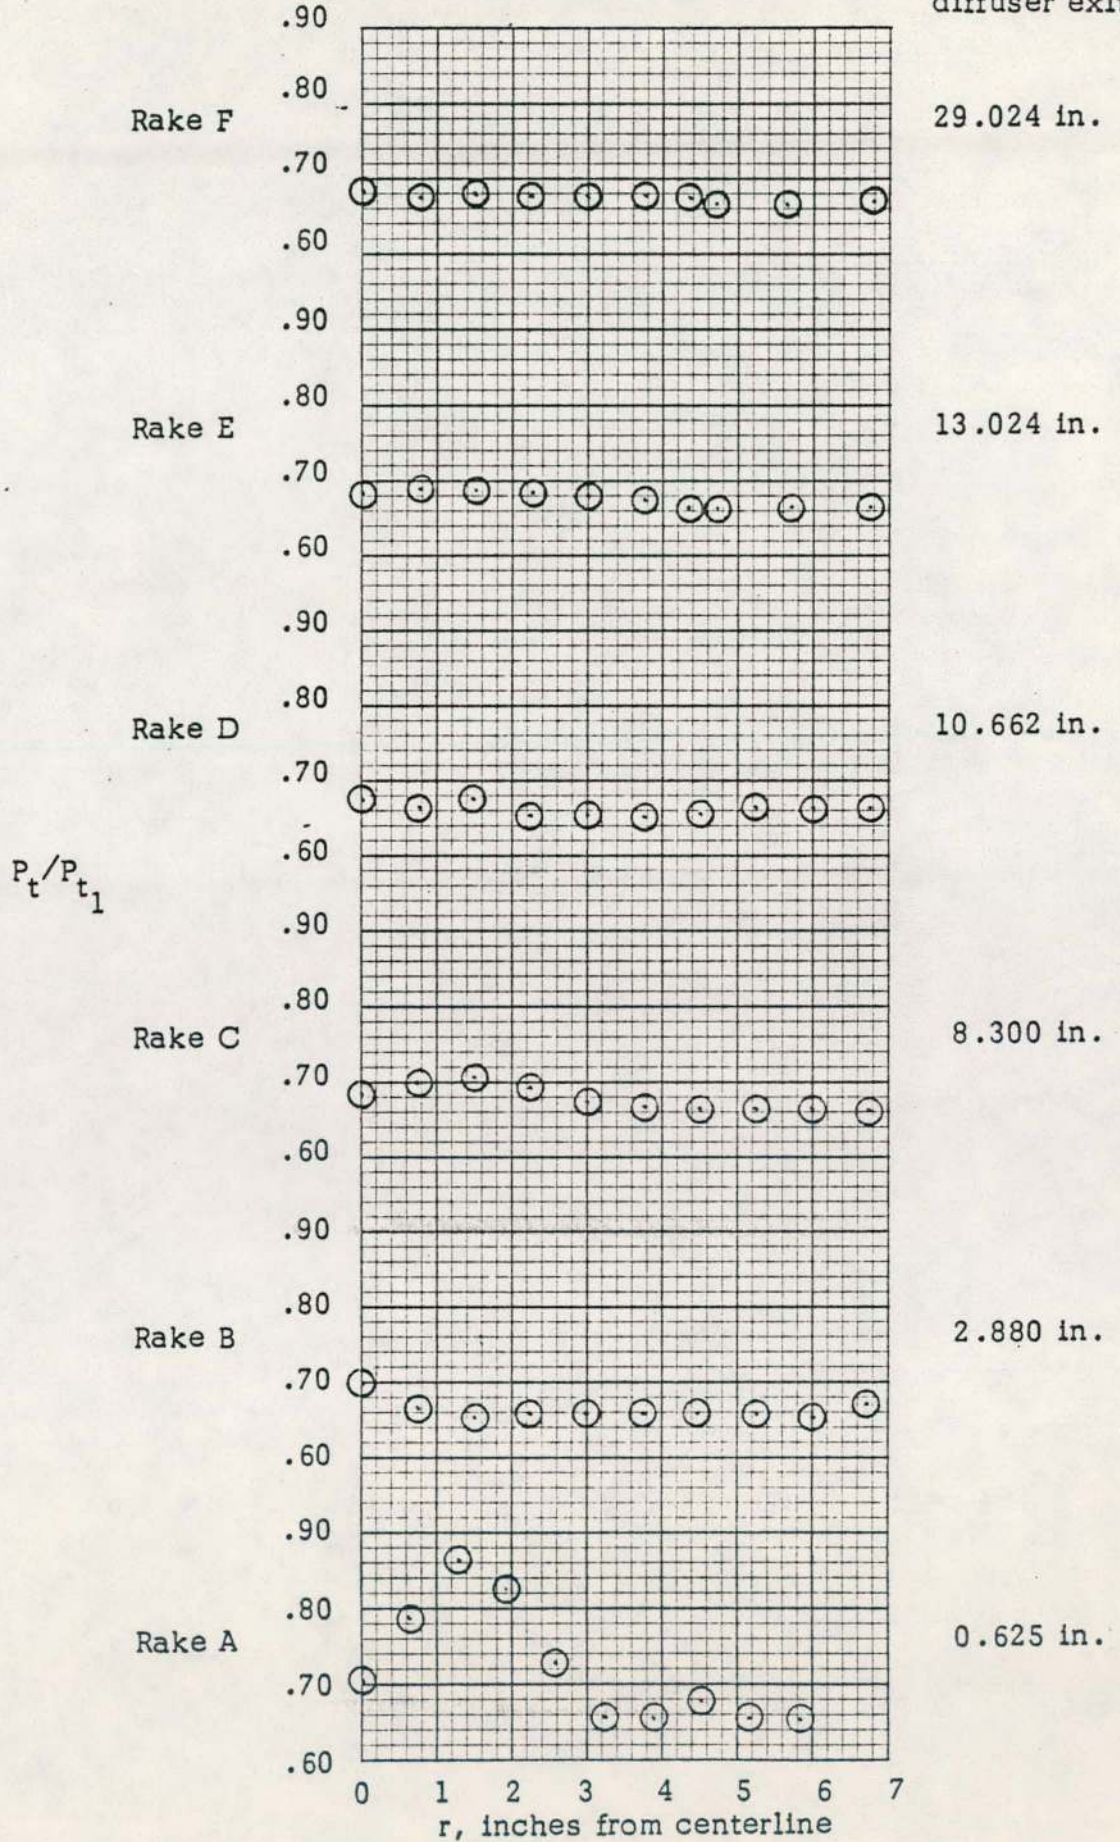 diffuser exit
.90
.80
Rake F
29.024 in.
.70
.60
.90
.80
Rake E
13.024 in.
.70
.60
.90
.80
Rake D
10.662 in.
.70
.60
Pt/Pt1
.90
.80
Rake C
8.300 in.
.70
.60
.90
.80
Rake B
2.880 in.
.70
.60
.90
.80
Rake A
0.625 in.
.70
.60
0 1 2 3 4 5 6 7
r, inches from centerline